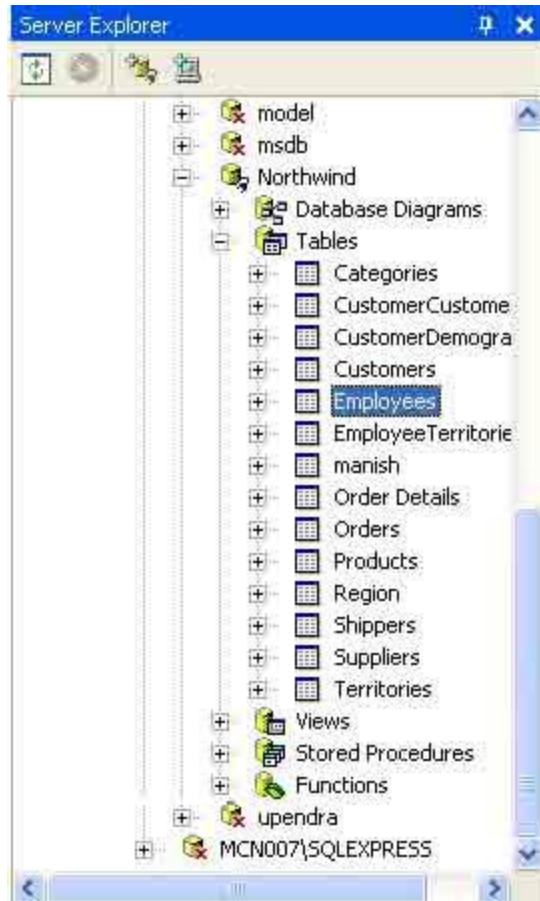 Server Explorer
model
msdb
Northwind
Database Diagrams
Tables
Categories
CustomerCustome
CustomerDemogra
Customers
Employees
EmployeeTerritorie
manish
Order Details
Orders
Products
Region
Shippers
Suppliers
Territories
Views
Stored Procedures
Functions
upendra
MCN007\SQLEXPRESS